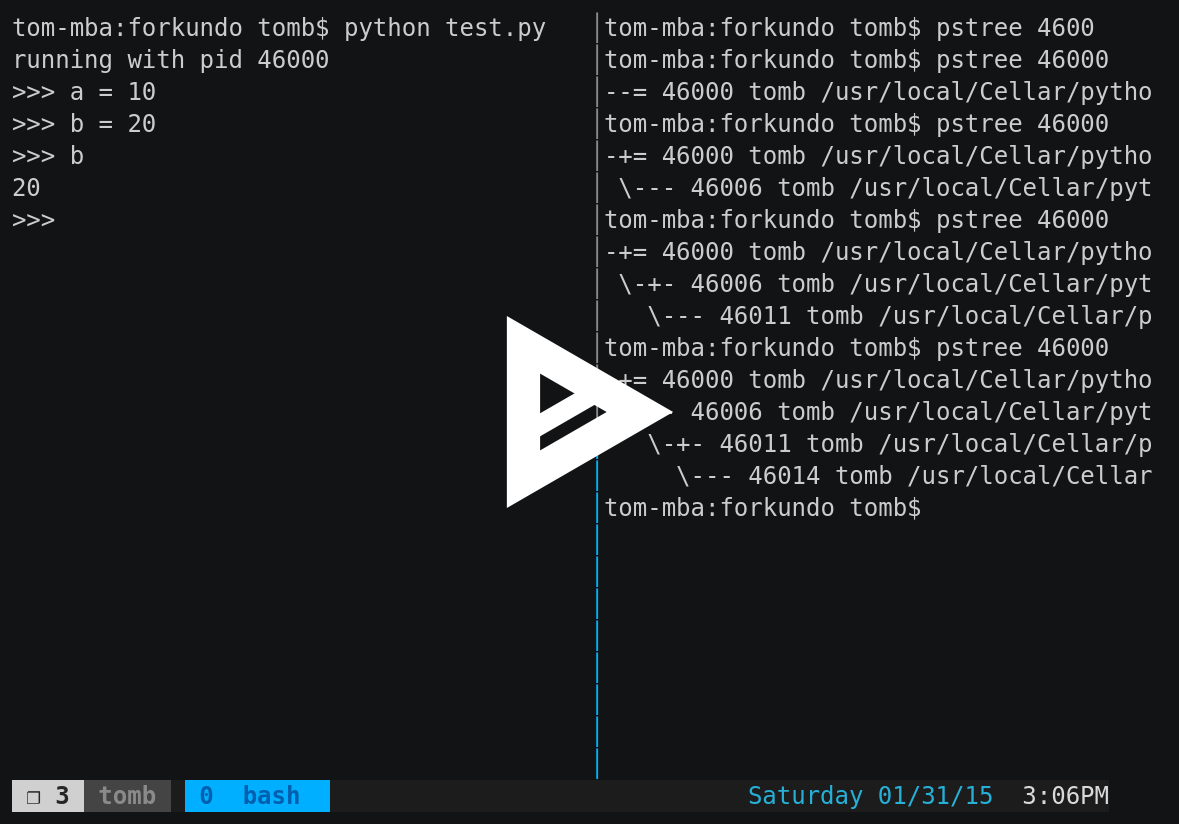 tom-mba:forkundo tomb$ python test.py
running with pid 46000
>>> a = 10
>>> b = 20
>>> b
20
>>>
tom-mba:forkundo tomb$ pstree 4600
tom-mba:forkundo tomb$ pstree 46000
--= 46000 tomb /usr/local/Cellar/pytho
tom-mba:forkundo tomb$ pstree 46000
-+= 46000 tomb /usr/local/Cellar/pytho
 \--- 46006 tomb /usr/local/Cellar/pyt
tom-mba:forkundo tomb$ pstree 46000
-+= 46000 tomb /usr/local/Cellar/pytho
 \-+- 46006 tomb /usr/local/Cellar/pyt
   \--- 46011 tomb /usr/local/Cellar/p
tom-mba:forkundo tomb$ pstree 46000
+= 46000 tomb /usr/local/Cellar/pytho
46006 tomb /usr/local/Cellar/pyt
   \-+- 46011 tomb /usr/local/Cellar/p
     \--- 46014 tomb /usr/local/Cellar
tom-mba:forkundo tomb$
❐ 3 tomb 0 bash Saturday 01/31/15 3:06PM